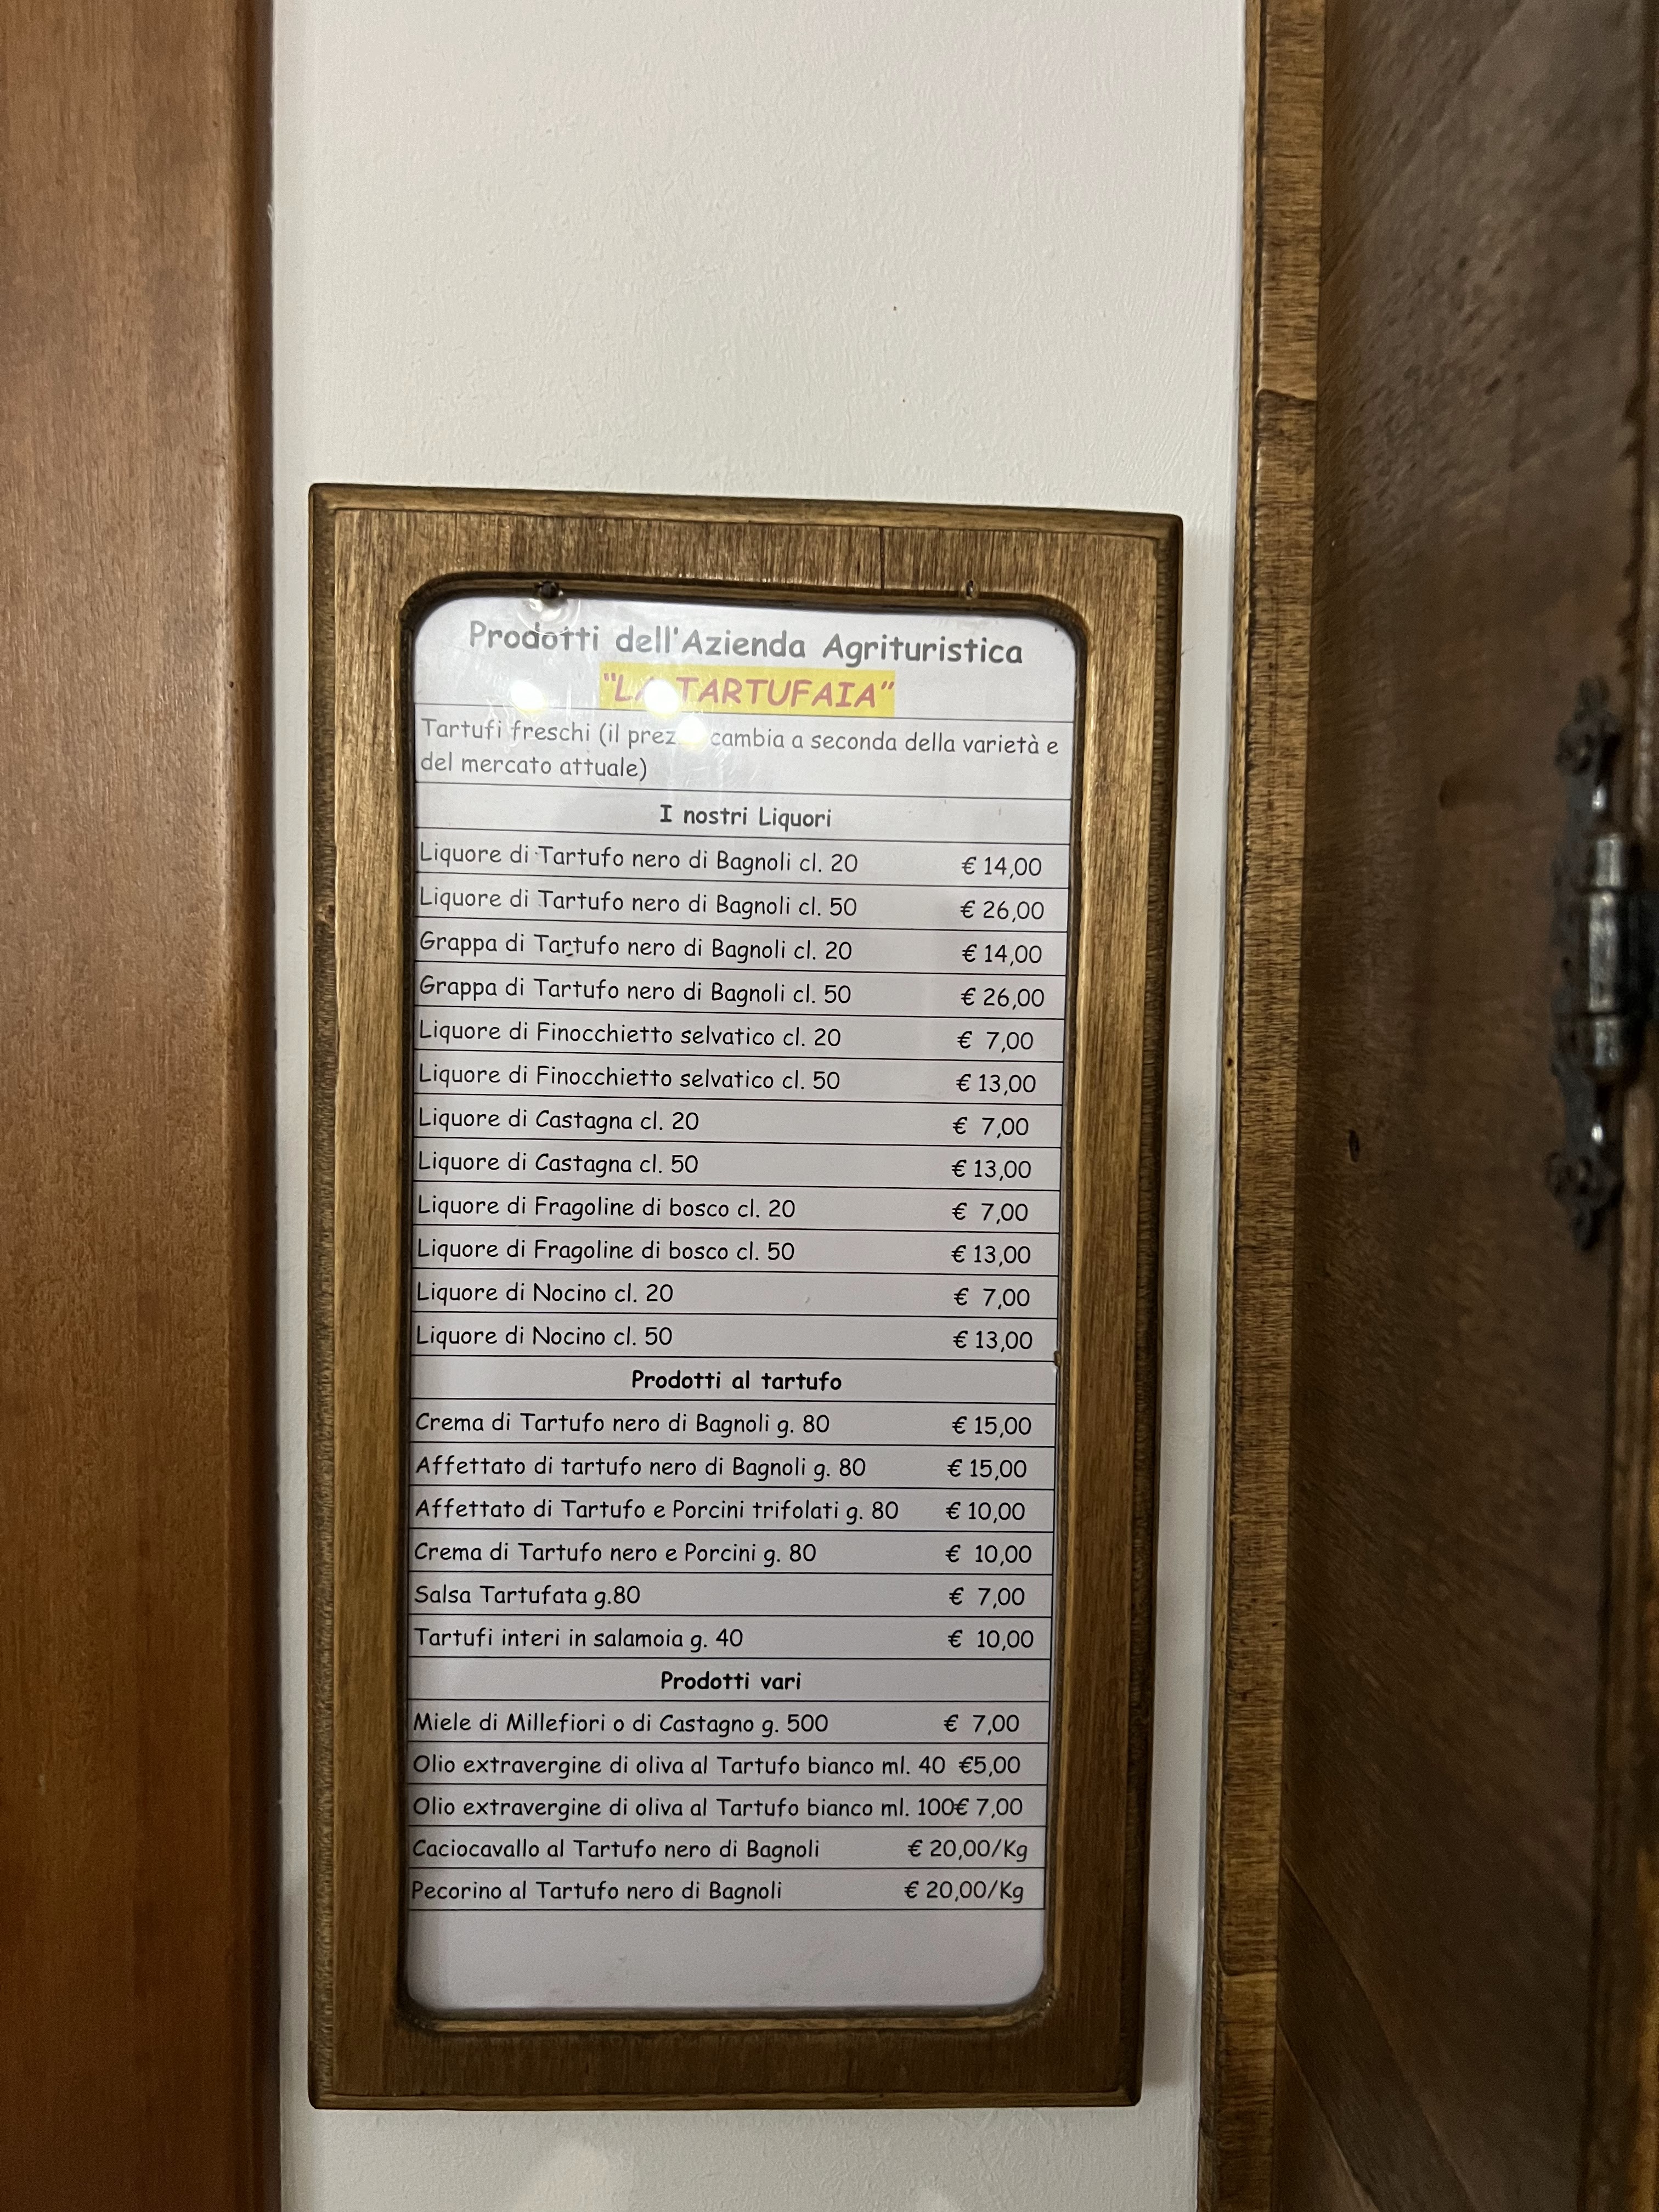 Prodotti dell'Azienda Agrituristica
"LA TARTUFAIA"
Tartufi freschi (il cambia a seconda della varietà e
del mercato attuale)
I nostri Liquori
Liquore di Tartufo nero di Bagnoli cl. 20 € 14,00
Liquore di Tartufo nero di Bagnoli cl. 50 € 26,00
Grappa di Tartufo nero di Bagnoli cl. 20 € 14,00
Grappa di Tartufo nero di Bagnoli cl. 50 € 26,00
Liquore di Finocchietto selvatico cl. 20 € 7,00
Liquore di Finocchietto selvatico cl. 50 € 13,00
Liquore di Castagna cl. 20 € 7,00
Liquore di Castagna cl. 50 € 13,00
Liquore di Fragoline di bosco cl. 20 € 7,00
Liquore di Fragoline di bosco cl. 50 € 13,00
Liquore di Nocino cl. 20 € 7,00
Liquore di Nocino cl. 50 € 13,00
Prodotti al tartufo
Crema di Tartufo nero di Bagnoli g. 80 € 15,00
Affettato di tartufo nero di Bagnoli g. 80 € 15,00
Affettato di Tartufo e Porcini trifolati g. 80 € 10,00
Crema di Tartufo nero e Porcini g. 80 € 10,00
Salsa Tartufata g.80 € 7,00
Tartufi interi in salamoia g. 40 € 10,00
Prodotti vari
Miele di Millefiori o di Castagno g. 500 € 7,00
Olio extravergine di oliva al Tartufo bianco ml. 40 €5,00
Olio extravergine di oliva al Tartufo bianco ml. 100€ 7,00
Caciocavallo al Tartufo nero di Bagnoli € 20,00/Kg
Pecorino al Tartufo nero di Bagnoli € 20,00/Kg